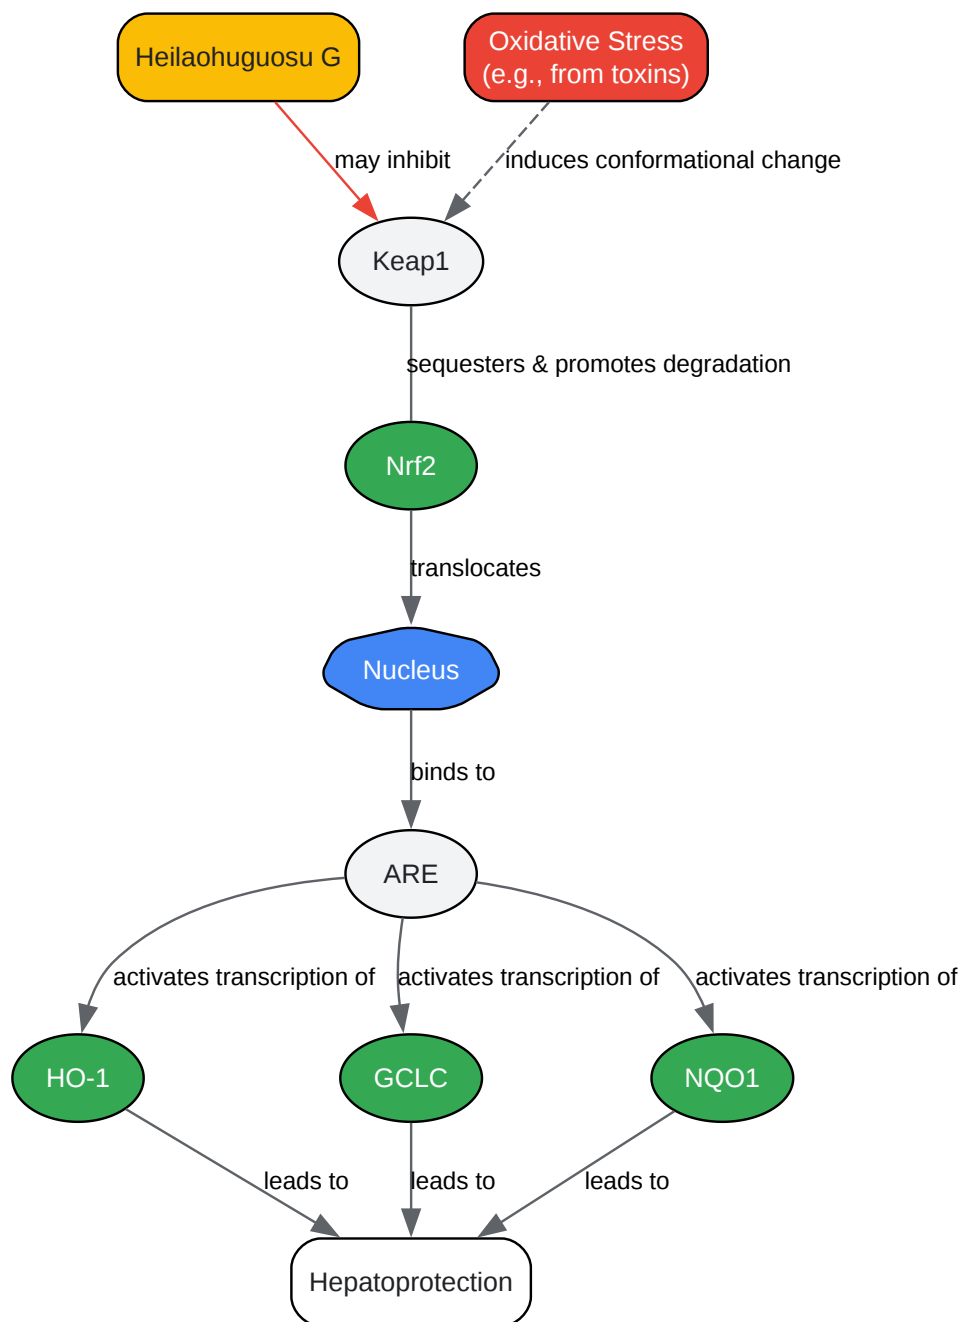 Heilaohuguosu G
Oxidative Stress
(e.g., from toxins)
may inhibit
induces conformational change
Keap1
sequesters & promotes degradation
Nrf2
translocates
Nucleus
binds to
ARE
activates transcription of
activates transcription of
activates transcription of
HO-1
GCLC
NQO1
leads to
leads to
leads to
Hepatoprotection